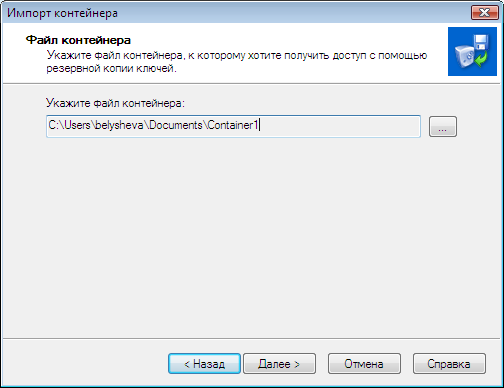 Импорт контейнера
Файл контейнера
Укажите файл контейнера, к которому хотите получить доступ с помощью
резервной копии ключей.
Укажите файл контейнера:
C:\Users\belysheva\Documents\Container1
...
< Назад
Далее >
Отмена
Справка